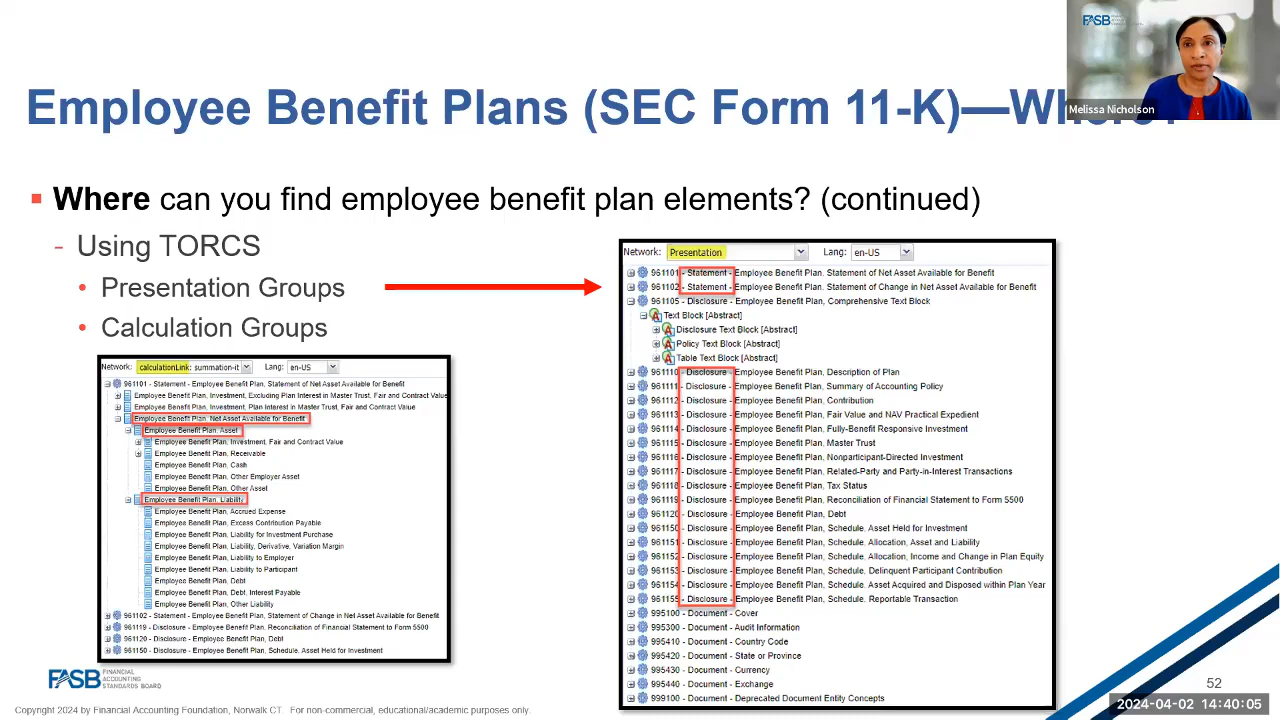 FASB
Melissa Nicholson
Employee Benefit Plans (SEC Form 11-K)—Where?
Where can you find employee benefit plan elements? (continued)
- Using TORCS
Presentation Groups
Calculation Groups
Network: calculationLink: summation-it Lang: en-US
961101 - Statement - Employee Benefit Plan, Statement of Net Asset Available for Benefit
Employee Benefit Plan, Investment, Excluding Plan Interest in Master Trust, Fair and Contract Value
Employee Benefit Plan, Investment, Plan Interest in Master Trust, Fair and Contract Value
Employee Benefit Plan, Net Asset Available for Benefit
Employee Benefit Plan, Asset
Employee Benefit Plan, Investment, Fair and Contract Value
Employee Benefit Plan, Receivable
Employee Benefit Plan, Cash
Employee Benefit Plan, Other Employer Asset
Employee Benefit Plan, Other Asset
Employee Benefit Plan, Liability
Employee Benefit Plan, Accrued Expense
Employee Benefit Plan, Excess Contribution Payable
Employee Benefit Plan, Liability for Investment Purchase
Employee Benefit Plan, Liability, Derivative, Variation Margin
Employee Benefit Plan, Liability to Employer
Employee Benefit Plan, Liability to Participant
Employee Benefit Plan, Debt
Employee Benefit Plan, Debt, Interest Payable
Employee Benefit Plan, Other Liability
961102 - Statement - Employee Benefit Plan, Statement of Change in Net Asset Available for Benefit
961119 - Disclosure - Employee Benefit Plan, Reconciliation of Financial Statement to Form 5500
961120 - Disclosure - Employee Benefit Plan, Debt
961150 - Disclosure - Employee Benefit Plan, Schedule, Asset Held for Investment
Network: Presentation Lang: en-US
961101 - Statement - Employee Benefit Plan, Statement of Net Asset Available for Benefit
961102 - Statement - Employee Benefit Plan, Statement of Change in Net Asset Available for Benefit
961105 - Disclosure - Employee Benefit Plan, Comprehensive Text Block
Text Block [Abstract]
Disclosure Text Block [Abstract]
Policy Text Block [Abstract]
Table Text Block [Abstract]
961110 - Disclosure - Employee Benefit Plan, Description of Plan
961111 - Disclosure - Employee Benefit Plan, Summary of Accounting Policy
961112 - Disclosure - Employee Benefit Plan, Contribution
961113 - Disclosure - Employee Benefit Plan, Fair Value and NAV Practical Expedient
961114 - Disclosure - Employee Benefit Plan, Fully-Benefit Responsive Investment
961115 - Disclosure - Employee Benefit Plan, Master Trust
961116 - Disclosure - Employee Benefit Plan, Nonparticipant-Directed Investment
961117 - Disclosure - Employee Benefit Plan, Related-Party and Party-in-Interest Transactions
961118 - Disclosure - Employee Benefit Plan, Tax Status
961119 - Disclosure - Employee Benefit Plan, Reconciliation of Financial Statement to Form 5500
961120 - Disclosure - Employee Benefit Plan, Debt
961150 - Disclosure - Employee Benefit Plan, Schedule, Asset Held for Investment
961151 - Disclosure - Employee Benefit Plan, Schedule, Allocation, Asset and Liability
961152 - Disclosure - Employee Benefit Plan, Schedule, Allocation, Income and Change in Plan Equity
961153 - Disclosure - Employee Benefit Plan, Schedule, Delinquent Participant Contribution
961154 - Disclosure - Employee Benefit Plan, Schedule, Asset Acquired and Disposed within Plan Year
961155 - Disclosure - Employee Benefit Plan, Schedule, Reportable Transaction
995100 - Document - Cover
995300 - Document - Audit Information
995410 - Document - Country Code
995420 - Document - State or Province
995430 - Document - Currency
995440 - Document - Exchange
999100 - Document - Deprecated Document Entity Concepts
FASB FINANCIAL
ACCOUNTING
STANDARDS BOARD
52
2024-04-02 14:40:05
Copyright 2024 by Financial Accounting Foundation, Norwalk CT. For non-commercial, educational/academic purposes only.